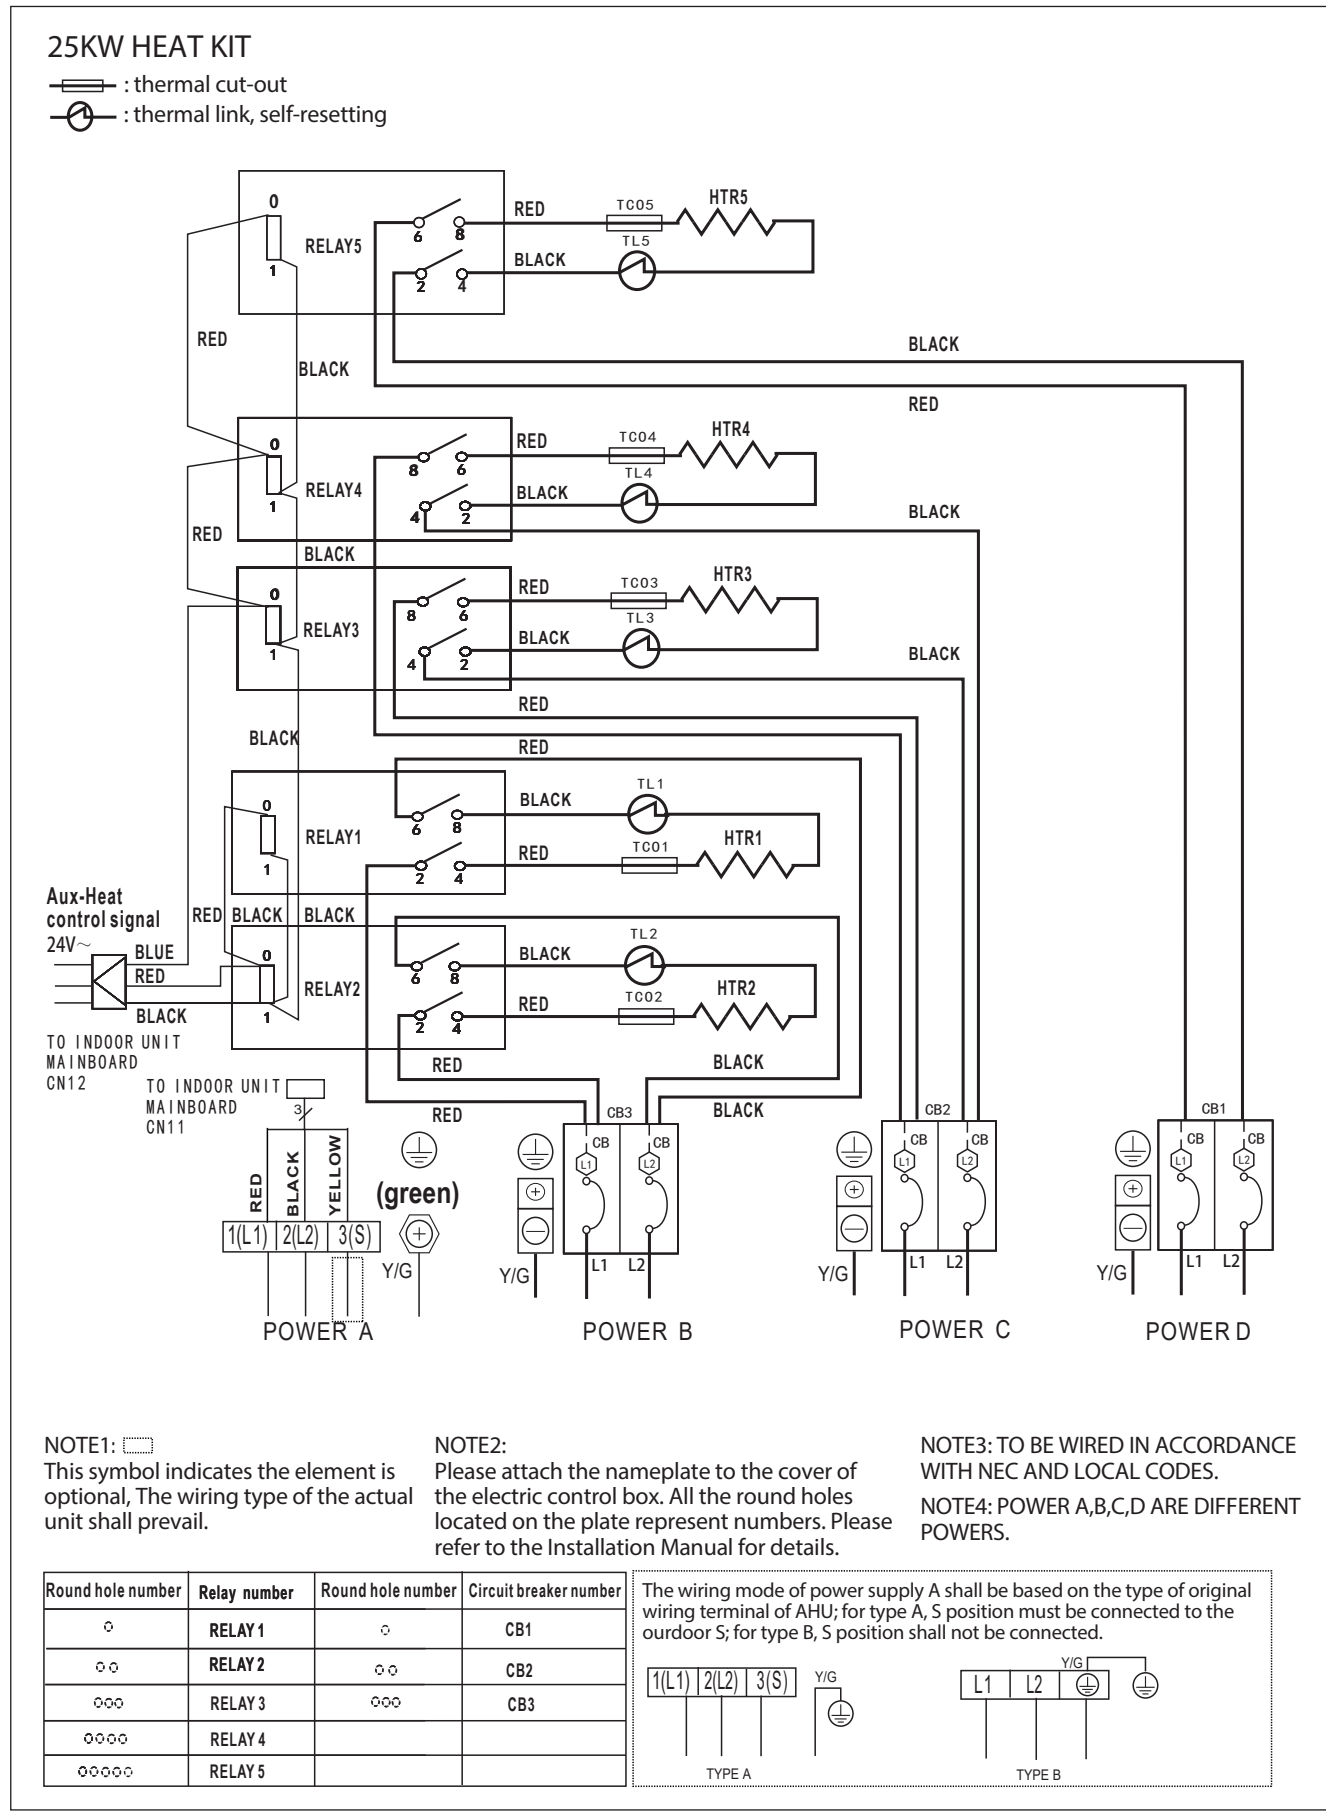 25KW HEAT KIT
: thermal cut-out
: thermal link, self-resetting
0
RELAY5
1
6
8
2
4
RED
TCO5
HTR5
TL5
BLACK
RED
BLACK
BLACK
RED
0
RELAY4
1
8
6
4
2
RED
TCO4
HTR4
TL4
BLACK
BLACK
RED
BLACK
0
RELAY3
1
8
6
4
2
RED
TCO3
HTR3
TL3
BLACK
BLACK
RED
BLACK
RED
0
RELAY1
1
6
8
2
4
BLACK
TL1
RED
TCO1
HTR1
Aux-Heat
control signal
24V~
RED
BLACK
BLACK
BLUE
RED
BLACK
0
RELAY2
1
6
8
2
4
BLACK
TL2
RED
TCO2
HTR2
TO INDOOR UNIT
MAINBOARD
CN12
TO INDOOR UNIT
MAINBOARD
CN11
3
RED
RED
BLACK
BLACK
RED
BLACK
YELLOW
(green)
1(L1)
2(L2)
3(S)
Y/G
POWER A
CB3
CB
CB
L1
L2
Y/G
L1
L2
POWER B
CB2
CB
CB
L1
L2
Y/G
L1
L2
POWER C
CB1
CB
CB
L1
L2
Y/G
L1
L2
POWER D
NOTE1:
This symbol indicates the element is
optional, The wiring type of the actual
unit shall prevail.
NOTE2:
Please attach the nameplate to the cover of
the electric control box. All the round holes
located on the plate represent numbers. Please
refer to the Installation Manual for details.
NOTE3: TO BE WIRED IN ACCORDANCE
WITH NEC AND LOCAL CODES.
NOTE4: POWER A,B,C,D ARE DIFFERENT
POWERS.
Round hole number Relay number Round hole number Circuit breaker number
RELAY 1 CB1
RELAY 2 CB2
RELAY 3 CB3
RELAY 4
RELAY 5
The wiring mode of power supply A shall be based on the type of original
wiring terminal of AHU; for type A, S position must be connected to the
ourdoor S; for type B, S position shall not be connected.
1(L1) 2(L2) 3(S)
Y/G
TYPE A
L1 L2
Y/G
TYPE B